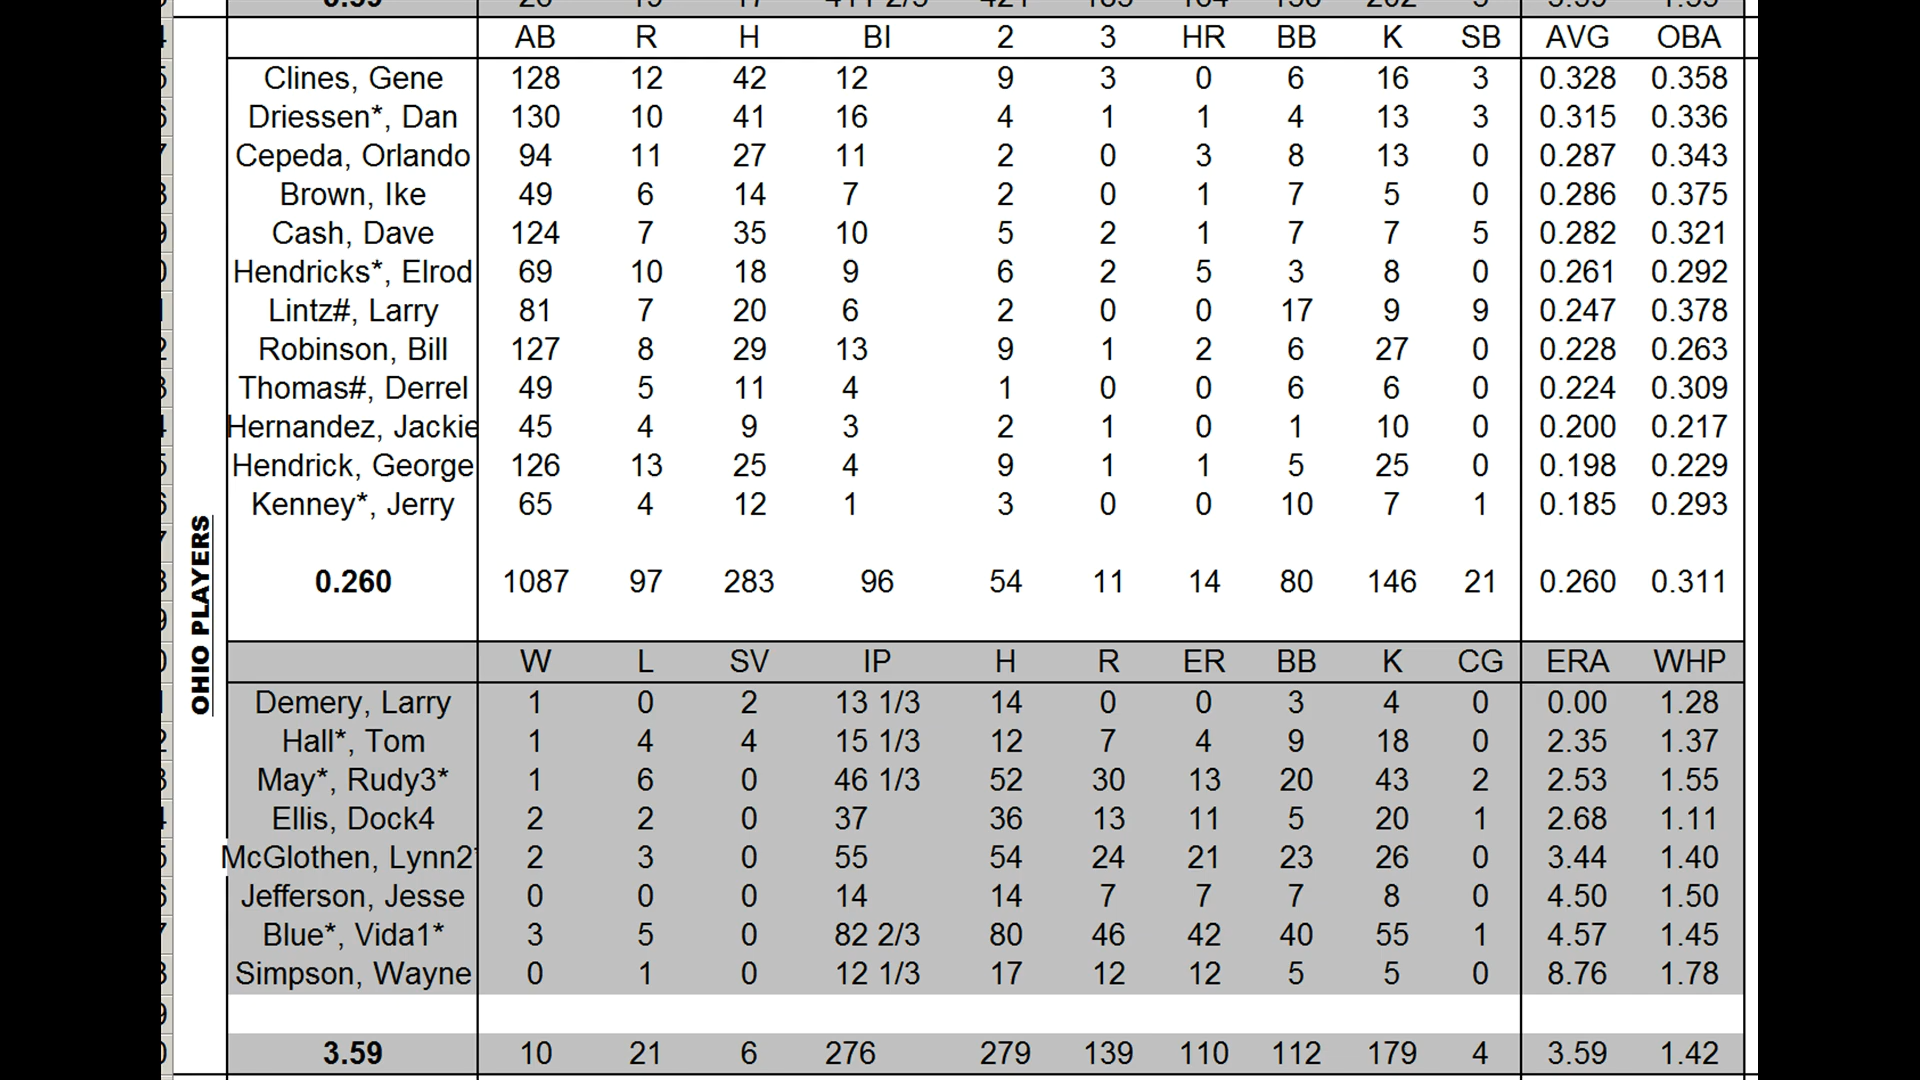 AB R H BI 2 3 HR BB K SB AVG OBA
Clines, Gene 128 12 42 12 9 3 0 6 16 3 0.328 0.358
Driessen*, Dan 130 10 41 16 4 1 1 4 13 3 0.315 0.336
Cepeda, Orlando 94 11 27 11 2 0 3 8 13 0 0.287 0.343
Brown, Ike 49 6 14 7 2 0 1 7 5 0 0.286 0.375
Cash, Dave 124 7 35 10 5 2 1 7 7 5 0.282 0.321
Hendricks*, Elrod 69 10 18 9 6 2 5 3 8 0 0.261 0.292
Lintz#, Larry 81 7 20 6 2 0 0 17 9 9 0.247 0.378
Robinson, Bill 127 8 29 13 9 1 2 6 27 0 0.228 0.263
Thomas#, Derrel 49 5 11 4 1 0 0 6 6 0 0.224 0.309
Hernandez, Jackie 45 4 9 3 2 1 0 1 10 0 0.200 0.217
Hendrick, George 126 13 25 4 9 1 1 5 25 0 0.198 0.229
Kenney*, Jerry 65 4 12 1 3 0 0 10 7 1 0.185 0.293
0.260 1087 97 283 96 54 11 14 80 146 21 0.260 0.311
OHIO PLAYERS
W L SV IP H R ER BB K CG ERA WHP
Demery, Larry 1 0 2 13 1/3 14 0 0 3 4 0 0.00 1.28
Hall*, Tom 1 4 4 15 1/3 12 7 4 9 18 0 2.35 1.37
May*, Rudy3* 1 6 0 46 1/3 52 30 13 20 43 2 2.53 1.55
Ellis, Dock4 2 2 0 37 36 13 11 5 20 1 2.68 1.11
McGlothen, Lynn2 2 3 0 55 54 24 21 23 26 0 3.44 1.40
Jefferson, Jesse 0 0 0 14 14 7 7 7 8 0 4.50 1.50
Blue*, Vida1* 3 5 0 82 2/3 80 46 42 40 55 1 4.57 1.45
Simpson, Wayne 0 1 0 12 1/3 17 12 12 5 5 0 8.76 1.78
3.59 10 21 6 276 279 139 110 112 179 4 3.59 1.42